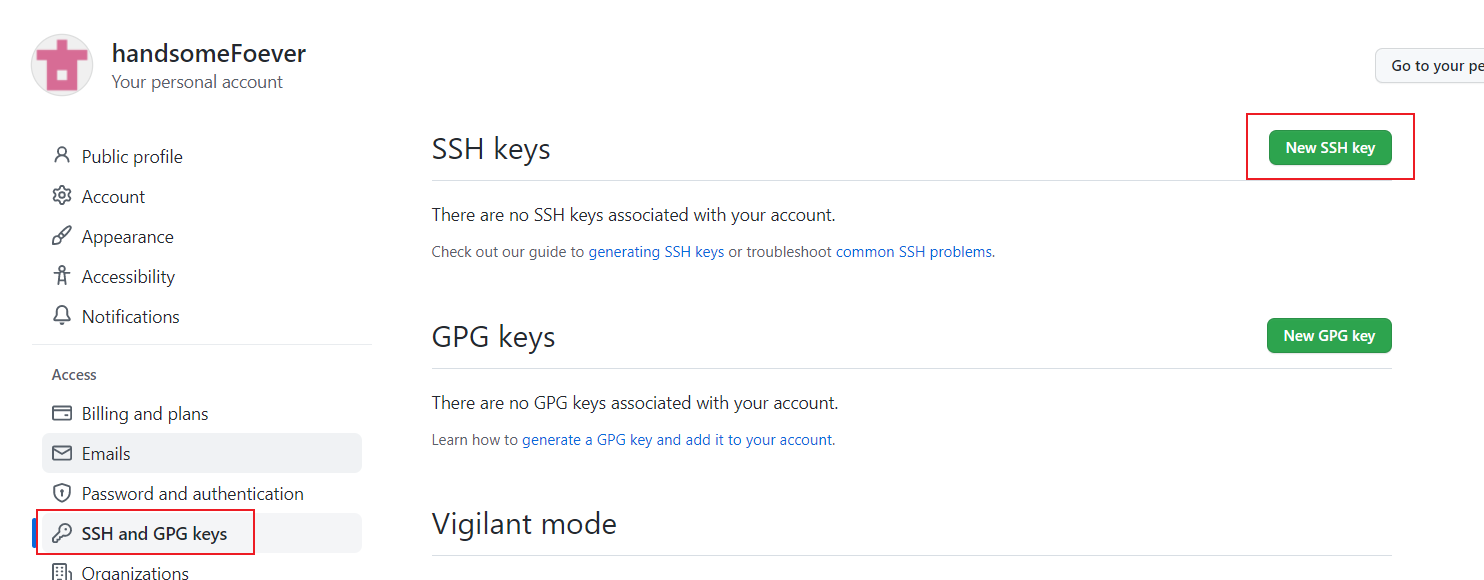 handsomeFoever
Your personal account
Go to your pe
Public profile
Account
Appearance
Accessibility
Notifications
Access
Billing and plans
Emails
Password and authentication
SSH and GPG keys
Organizations
SSH keys
New SSH key
There are no SSH keys associated with your account.
Check out our guide to generating SSH keys or troubleshoot common SSH problems.
GPG keys
New GPG key
There are no GPG keys associated with your account.
Learn how to generate a GPG key and add it to your account.
Vigilant mode